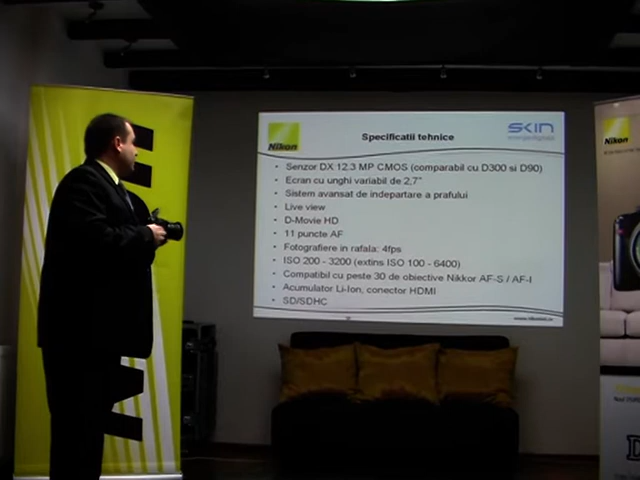 Nikon
SKIN
Specificatii tehnice
• Senzor DX 12.3 MP CMOS (comparabil cu D300 si D90)
• Ecran cu unghi variabil de 2,7"
• Sistem avansat de indepartare a prafului
• Live view
• D-Movie HD
• 11 puncte AF
• Fotografiere in rafala: 4fps
• ISO 200 - 3200 (extins ISO 100 - 6400)
• Compatibil cu peste 30 de obiective Nikkor AF-S / AF-I
• Acumulator Li-Ion, conector HDMI
• SD/SDHC
Nikon